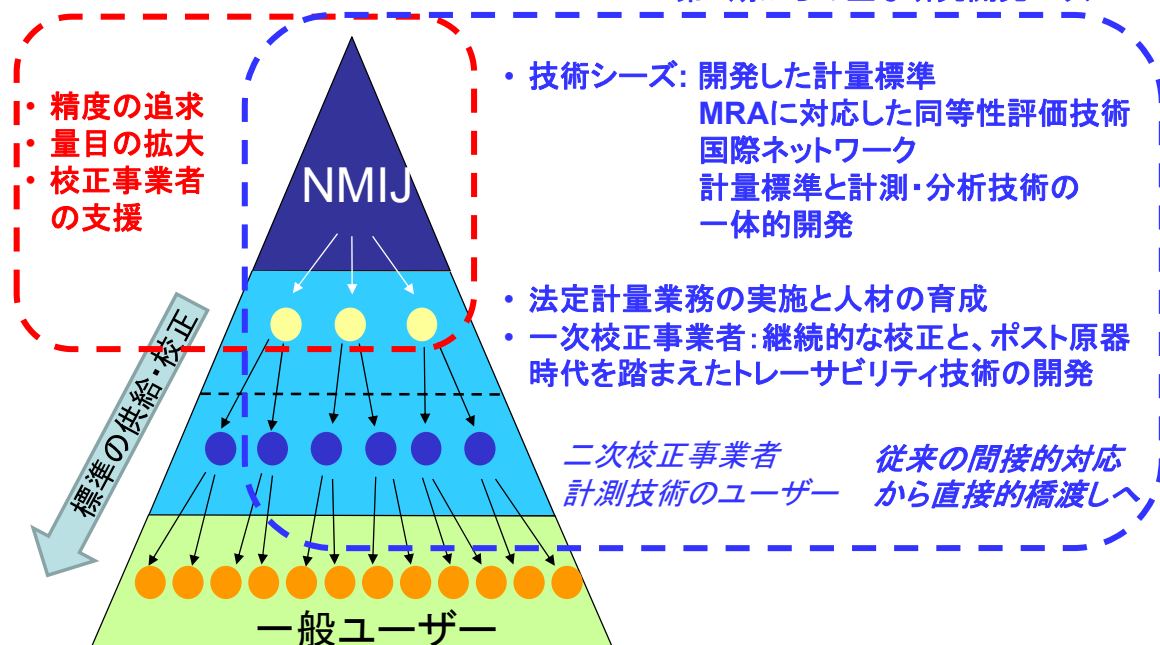 ・ 精度の追求
・ 量目の拡大
・ 校正事業者
の支援
NMIJ
・ 技術シーズ: 開発した計量標準
MRAに対応した同等性評価技術
国際ネットワーク
計量標準と計測・分析技術の
一体的開発
・ 法定計量業務の実施と人材の育成
・ 一次校正事業者:継続的な校正と、ポスト原器
時代を踏まえたトレーサビリティ技術の開発
標準の供給・校正
二次校正事業者
計測技術のユーザー
従来の間接的対応
から直接的橋渡しへ
一般ユーザー